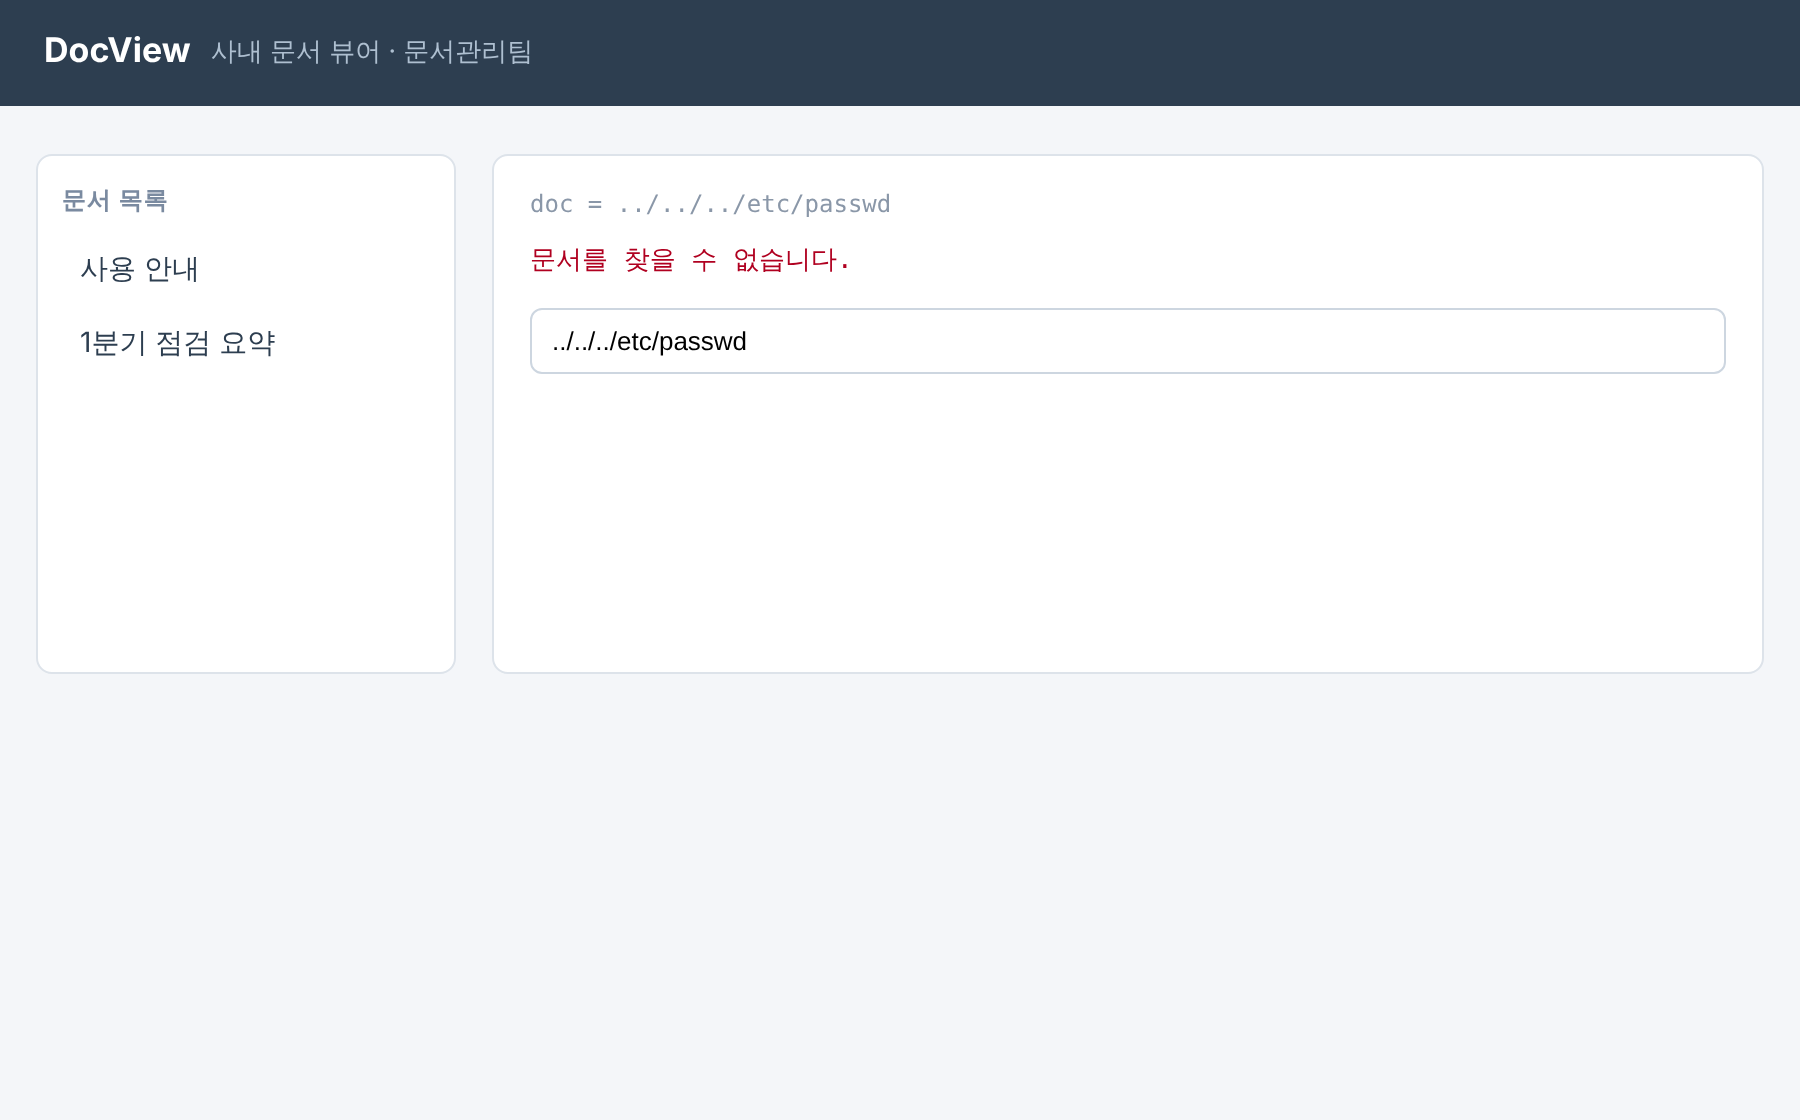 DocView 사내 문서 뷰어 · 문서관리팀
문서 목록
사용 안내
1분기 점검 요약
doc = ../../../etc/passwd
문서를 찾을 수 없습니다.
../../../etc/passwd